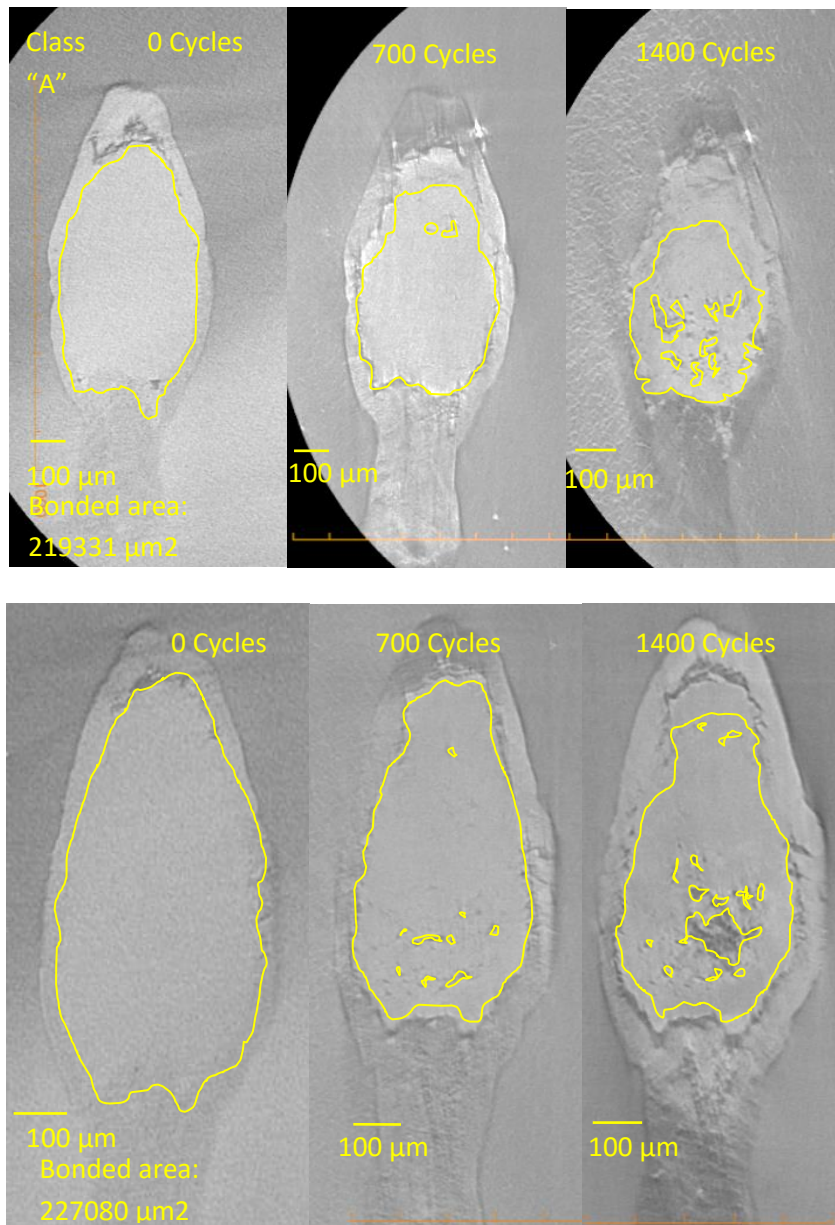 Class 0 Cycles
“A”
700 Cycles
1400 Cycles
100 µm
Bonded area:
219331 µm2
100 µm
100 µm
0 Cycles
700 Cycles
1400 Cycles
100 µm
Bonded area:
227080 µm2
100 µm
100 µm